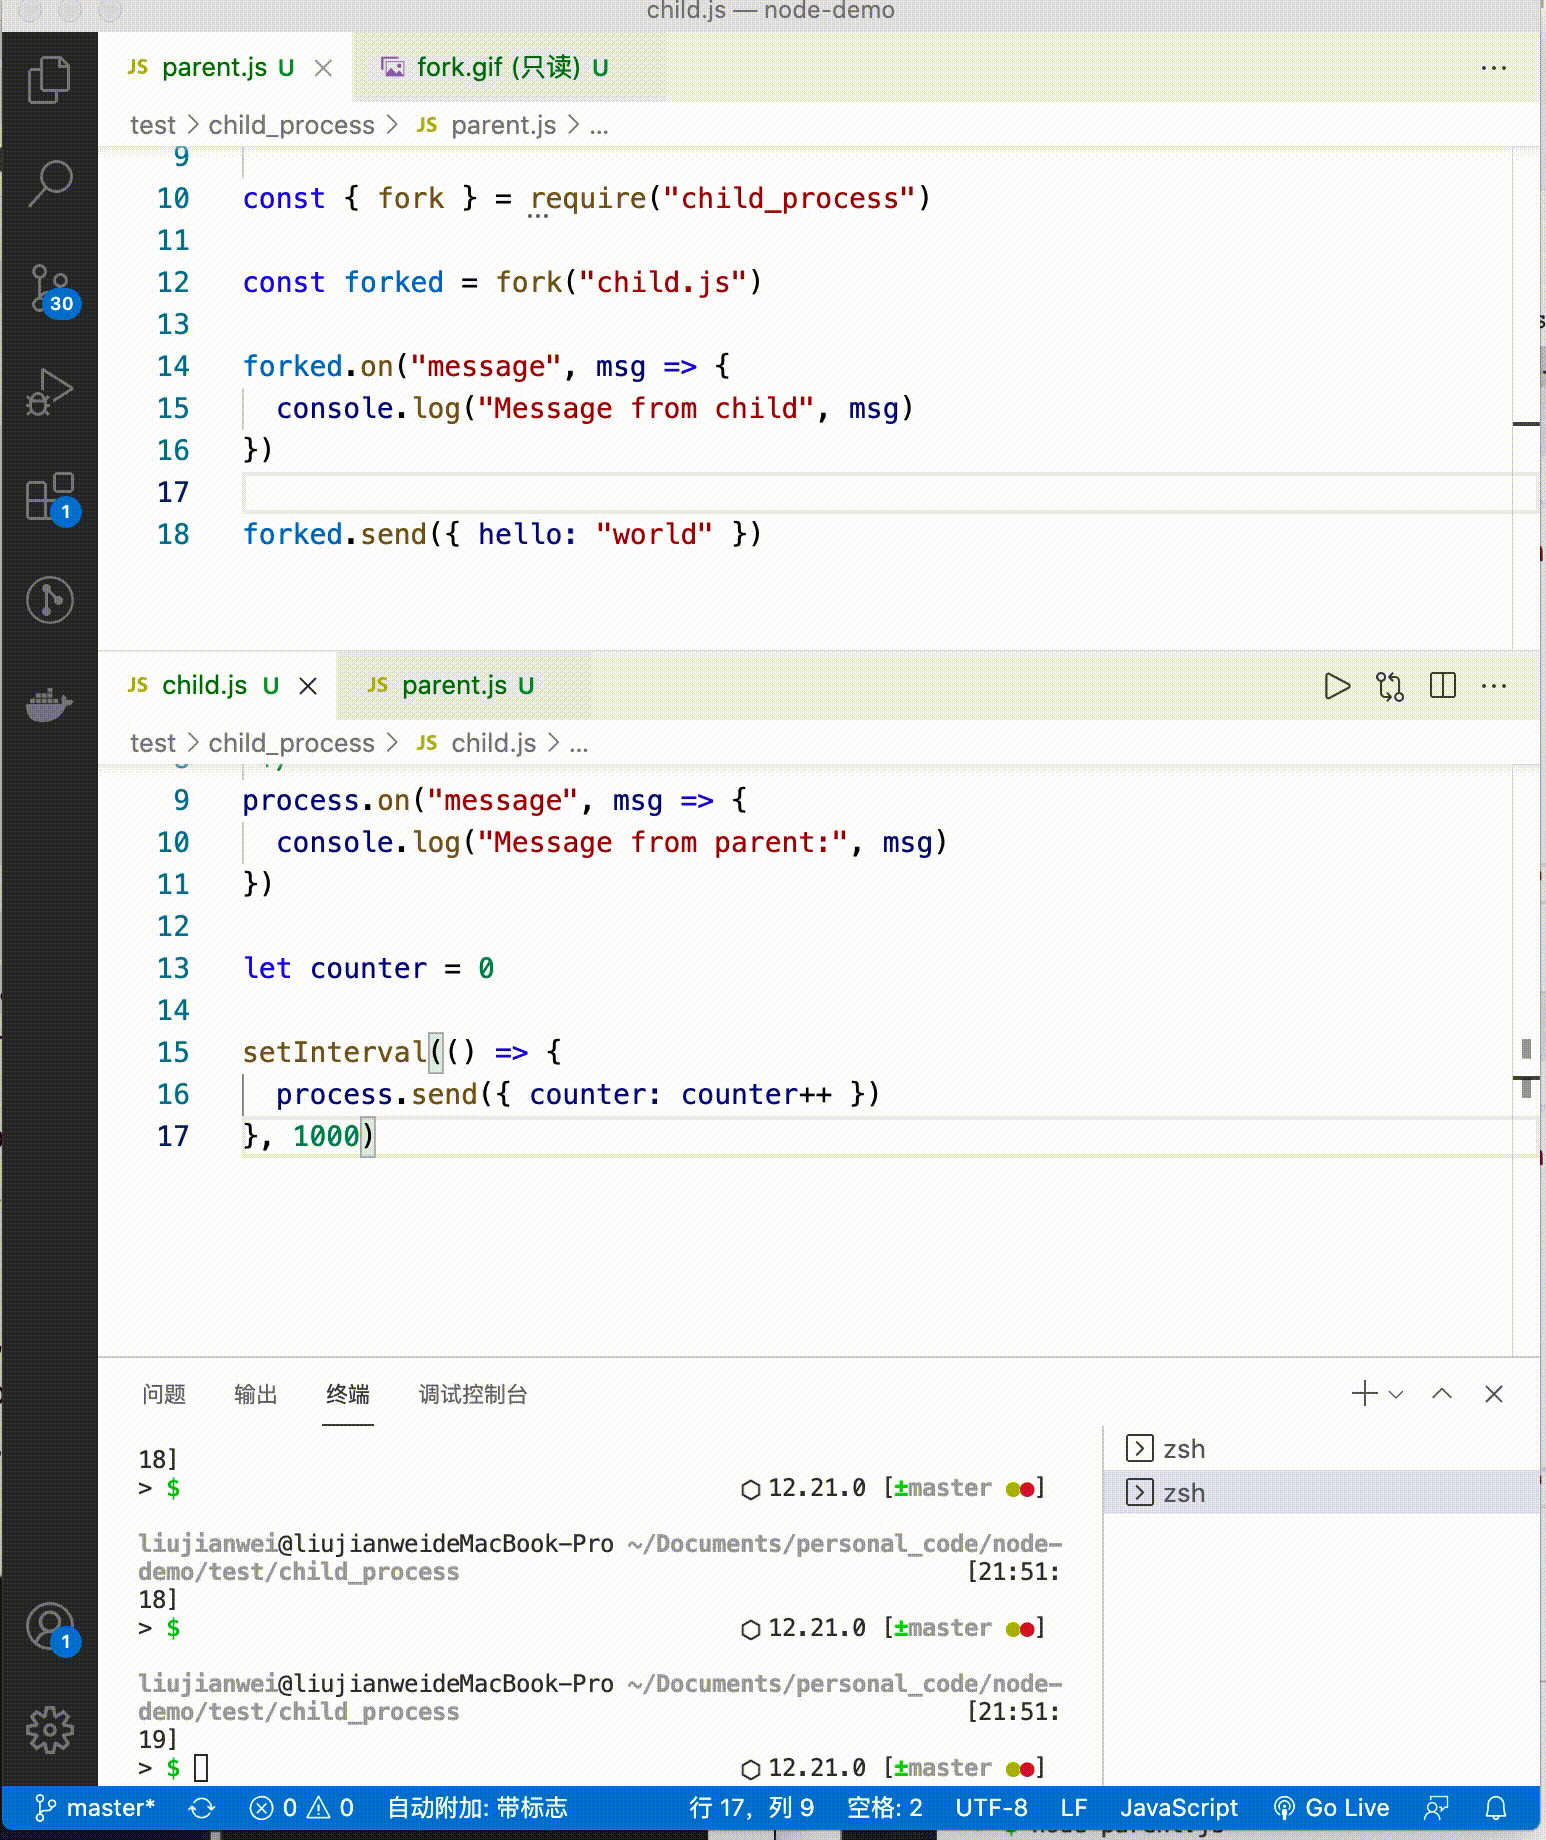 child.js — node-demo
JS parent.js U
fork.gif (只读) U
test > child_process > JS parent.js > ...
9
10 const { fork } = require("child_process")
11
12 const forked = fork("child.js")
13
14 forked.on("message", msg => {
15 console.log("Message from child", msg)
16 })
17
18 forked.send({ hello: "world" })
JS child.js U
JS parent.js U
test > child_process > JS child.js > ...
9 process.on("message", msg => {
10 console.log("Message from parent:", msg)
11 })
12
13 let counter = 0
14
15 setInterval(() => {
16 process.send({ counter: counter++ })
17 }, 1000)
30
1
1
问题 输出 终端 调试控制台
18]
> $ 12.21.0 [±master ●●]
liujianwei@liujianweideMacBook-Pro ~/Documents/personal_code/node-
demo/test/child_process [21:51:
18]
> $ 12.21.0 [±master ●●]
liujianwei@liujianweideMacBook-Pro ~/Documents/personal_code/node-
demo/test/child_process [21:51:
19]
> $ 12.21.0 [±master ●●]
zsh
zsh
master* 0 0 自动附加: 带标志 行 17, 列 9 空格: 2 UTF-8 LF JavaScript Go Live